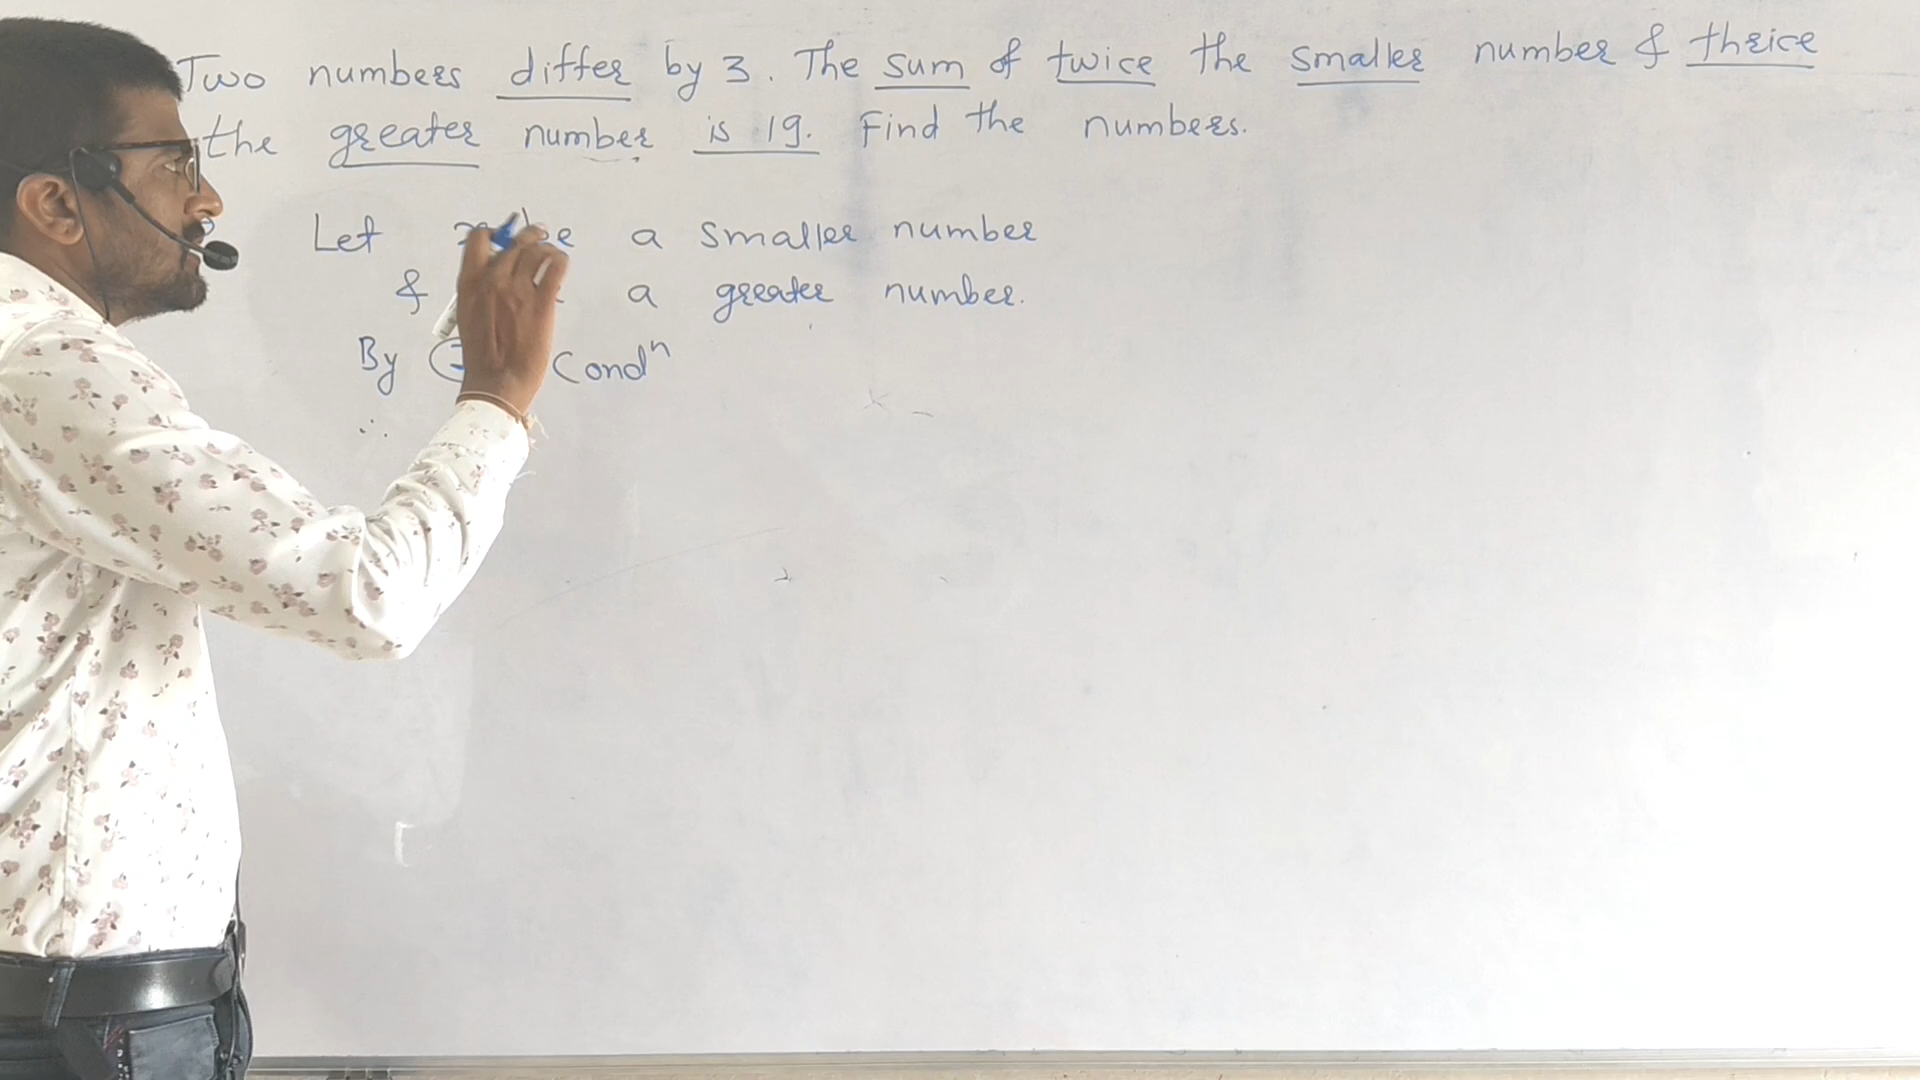 Two numbers differ by 3. The sum of twice the smaller number & thrice
the greater number is 19. Find the numbers.
Let be a smaller number
& a greater number.
By Condⁿ
∴